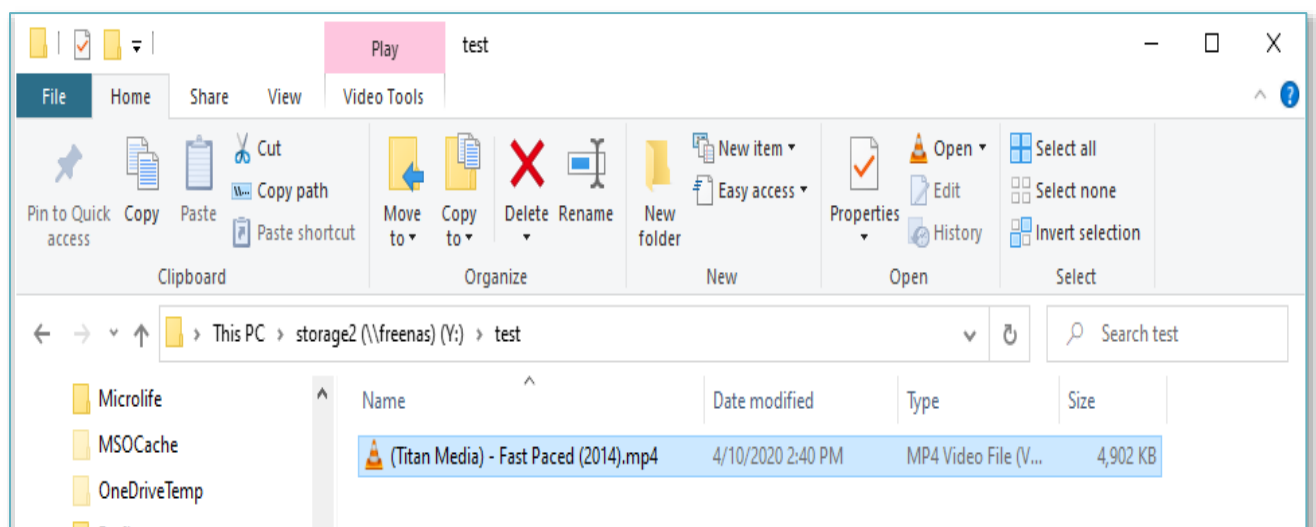 Play test
File Home Share View Video Tools
Pin to Quick access
Copy
Paste
Cut
Copy path
Paste shortcut
Clipboard
Move to
Copy to
Delete
Rename
Organize
New folder
New item
Easy access
New
Properties
Open
Edit
History
Open
Select all
Select none
Invert selection
Select
This PC > storage2 (\\freenas) (Y:) > test
Search test
Microlife
MSOCache
OneDriveTemp
Name Date modified Type Size
(Titan Media) - Fast Paced (2014).mp4 4/10/2020 2:40 PM MP4 Video File (V... 4,902 KB